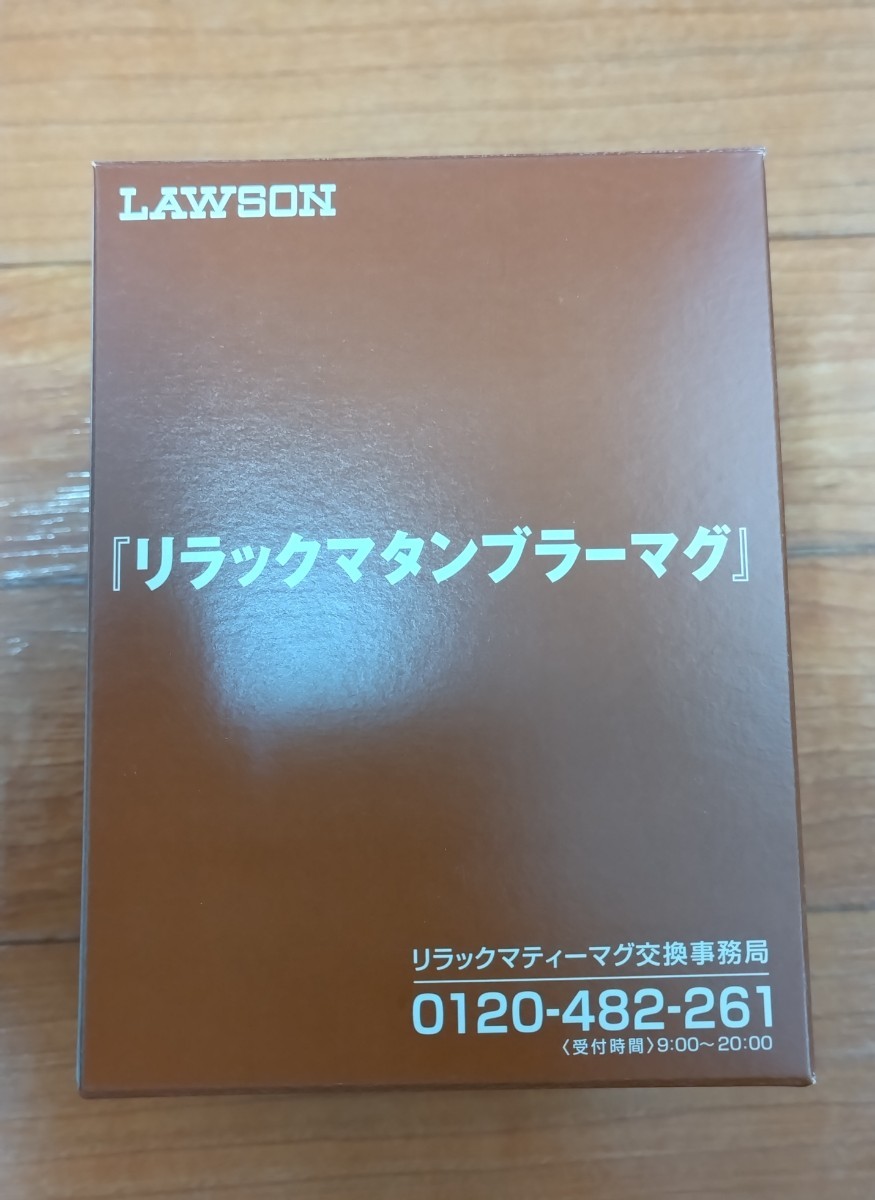 LAWSON
『リラックマタンブラーマグ』
リラックマティーマグ交換事務局
0120-482-261
〈受付時間〉9:00〜20:00